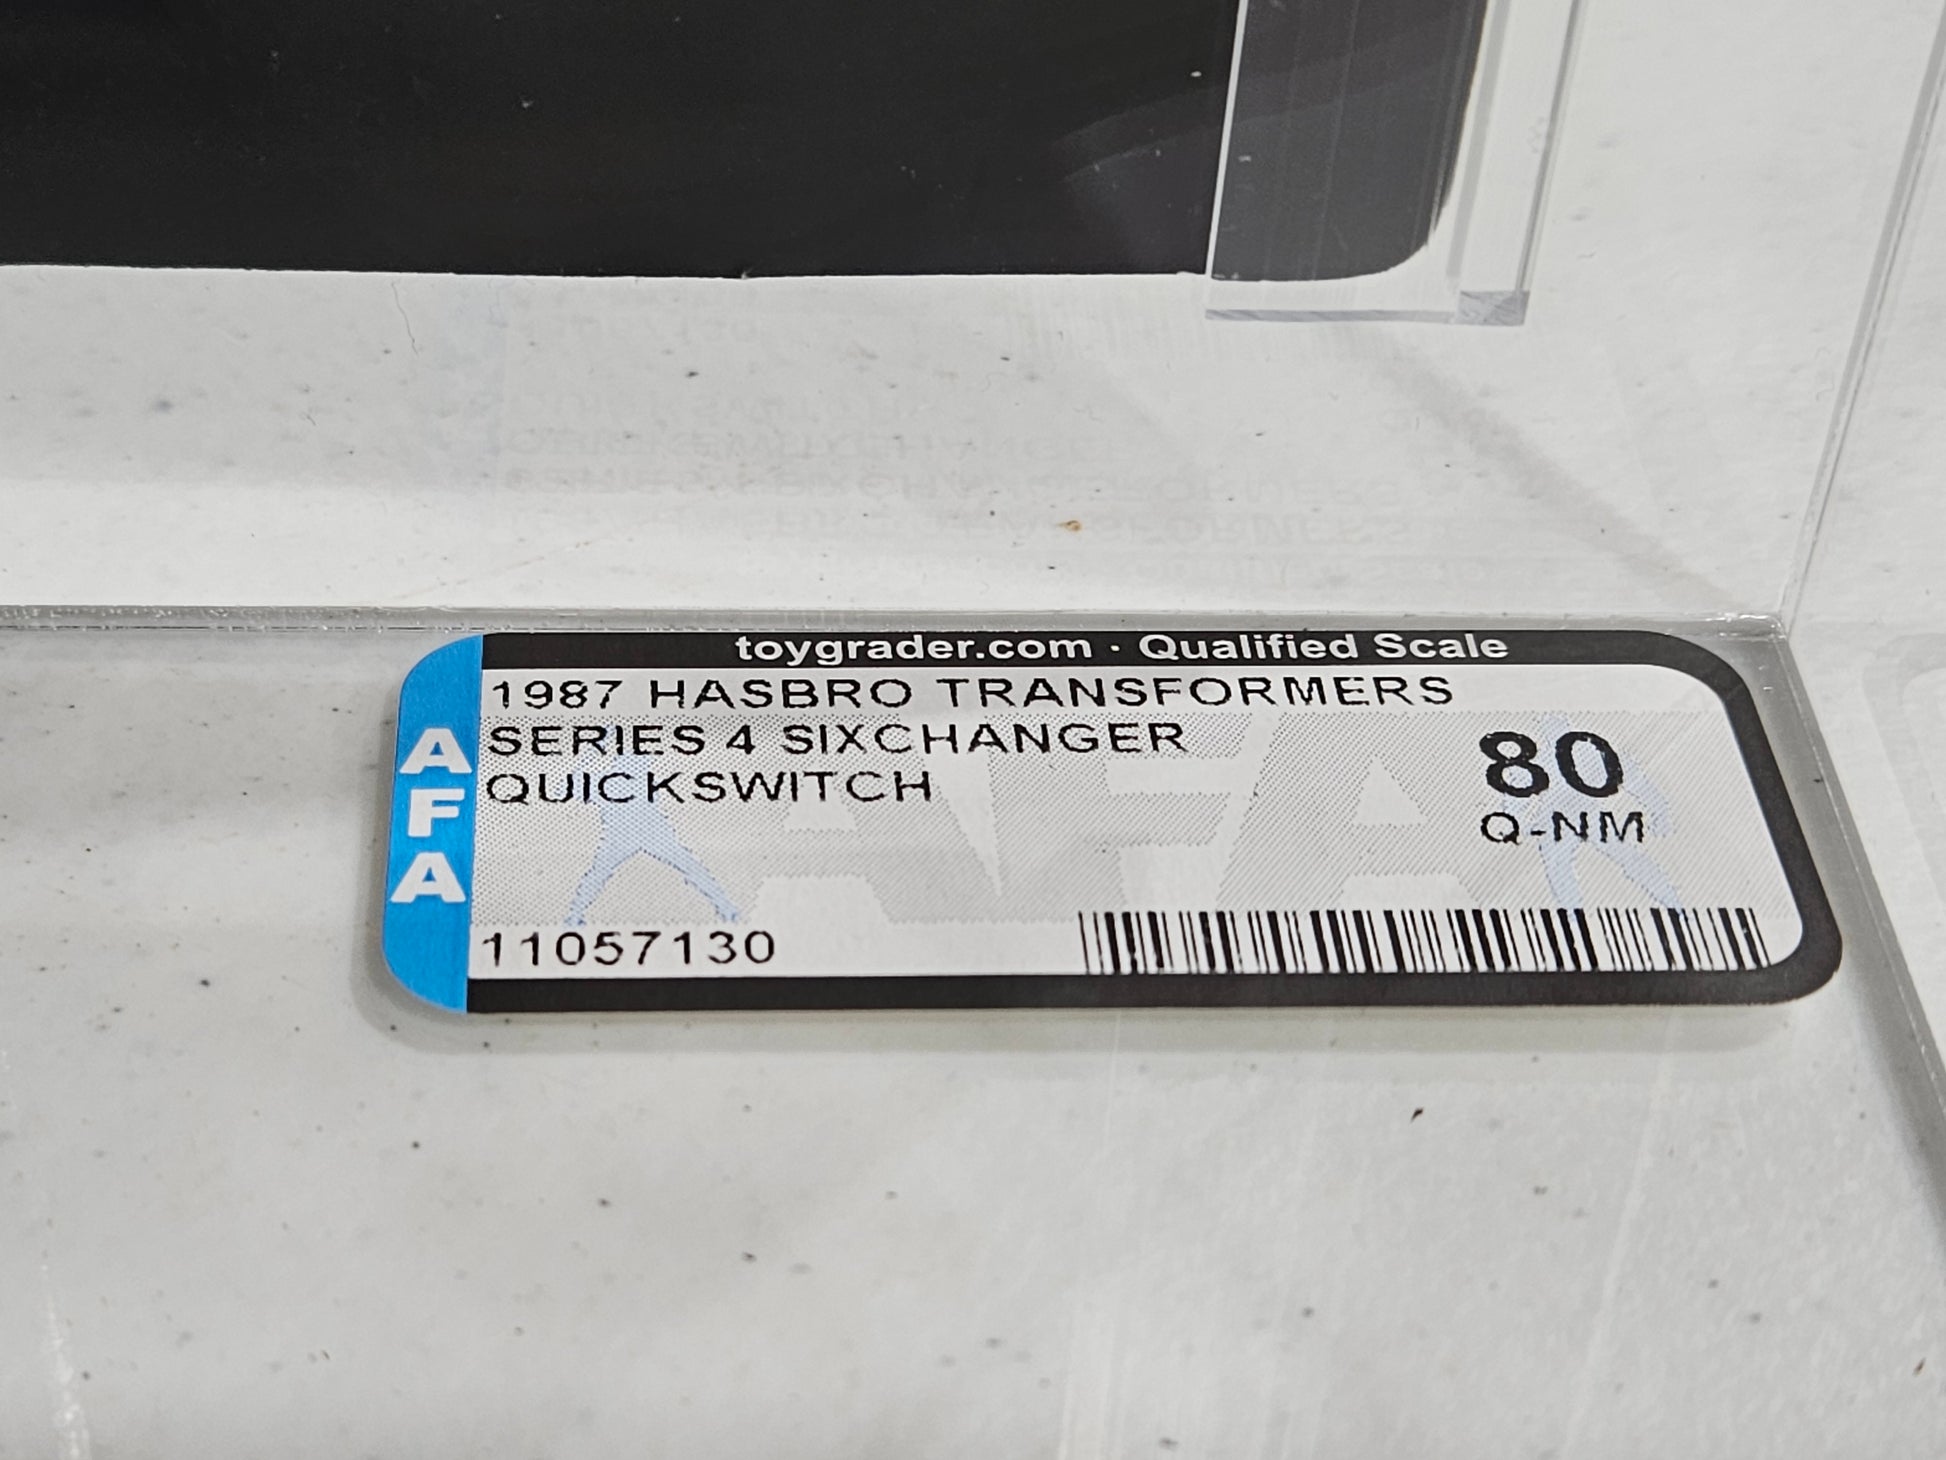 toygrader.com · Qualified Scale
1987 HASBRO TRANSFORMERS
SERIES 4 SIXCHANGER
QUICKSWITCH
80
Q-NM
AFA
11057130